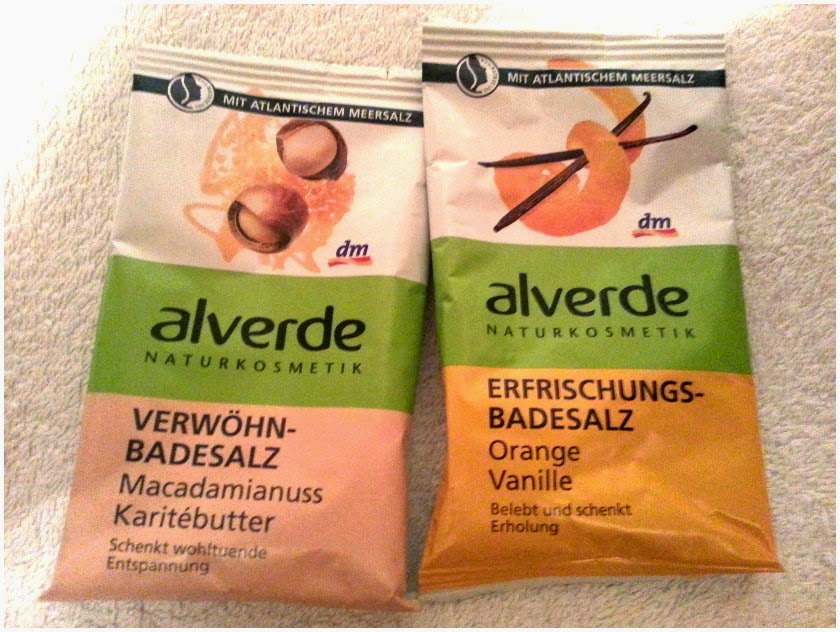 MIT ATLANTISCHEM MEERSALZ
dm
alverde
NATURKOSMETIK
VERWÖHN-
BADESALZ
Macadamianuss
Karitébutter
Schenkt wohltuende
Entspannung
MIT ATLANTISCHEM MEERSALZ
dm
alverde
NATURKOSMETIK
ERFRISCHUNGS-
BADESALZ
Orange
Vanille
Belebt und schenkt
Erholung